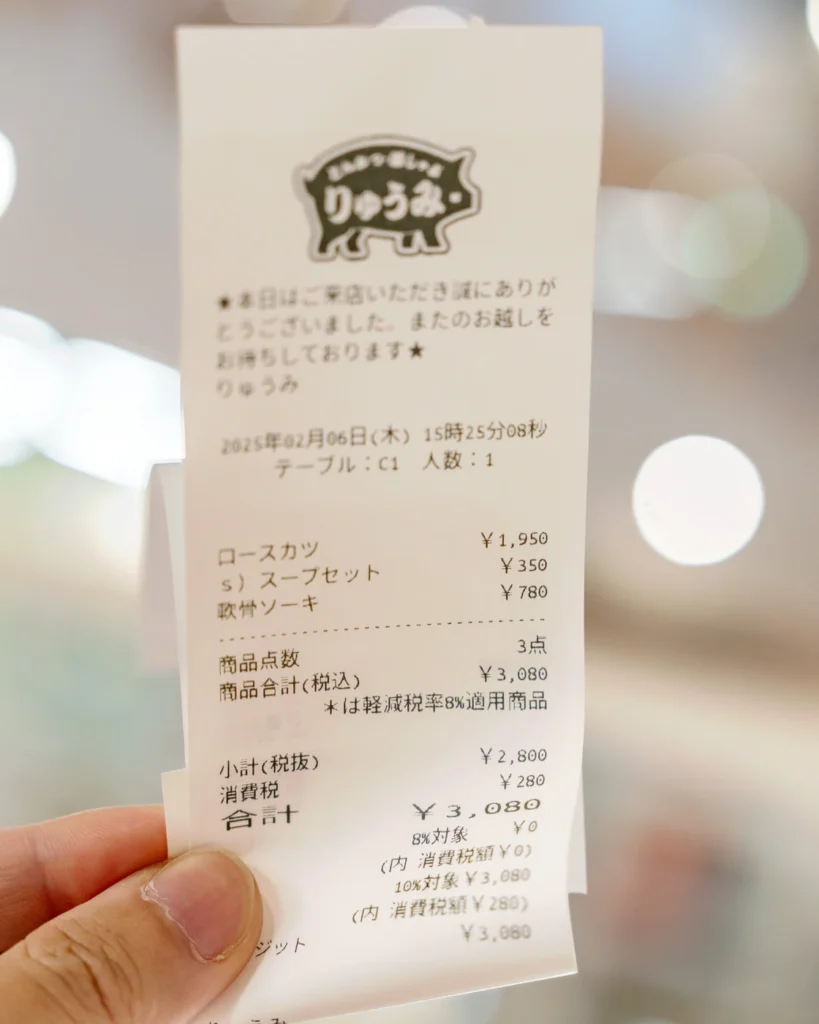 とんかつ・豚しゃぶ
りゅうみ
★本日はご来店いただき誠にありが
とうございました。またのお越しを
お待ちしております★
りゅうみ
2025年02月06日(木) 15時25分08秒
テーブル：C1 人数：1
ロースカツ ￥1,950
s) スープセット ￥350
軟骨ソーキ ￥780
商品点数 3点
商品合計(税込) ￥3,080
＊は軽減税率8%適用商品
小計(税抜) ￥2,800
消費税 ￥280
合計 ￥3,080
8%対象 ￥0
(内 消費税額￥0)
10%対象￥3,080
(内 消費税額￥280)
ジット ￥3,080